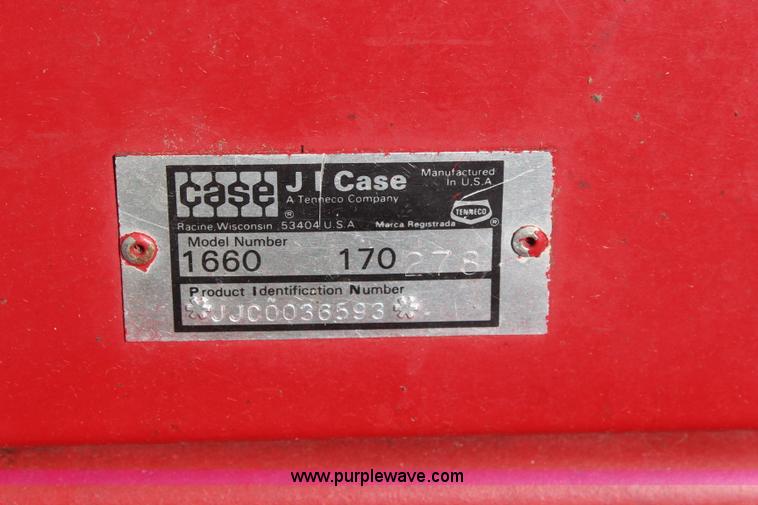 case J I Case Manufactured
In U.S.A
A Tenneco Company
® TENNECO ®
Racine, Wisconsin 53404 U.S.A Marca Registrada
Model Number
1660 170 278
Product Identification Number
*JJC0036593*
www.purplewave.com